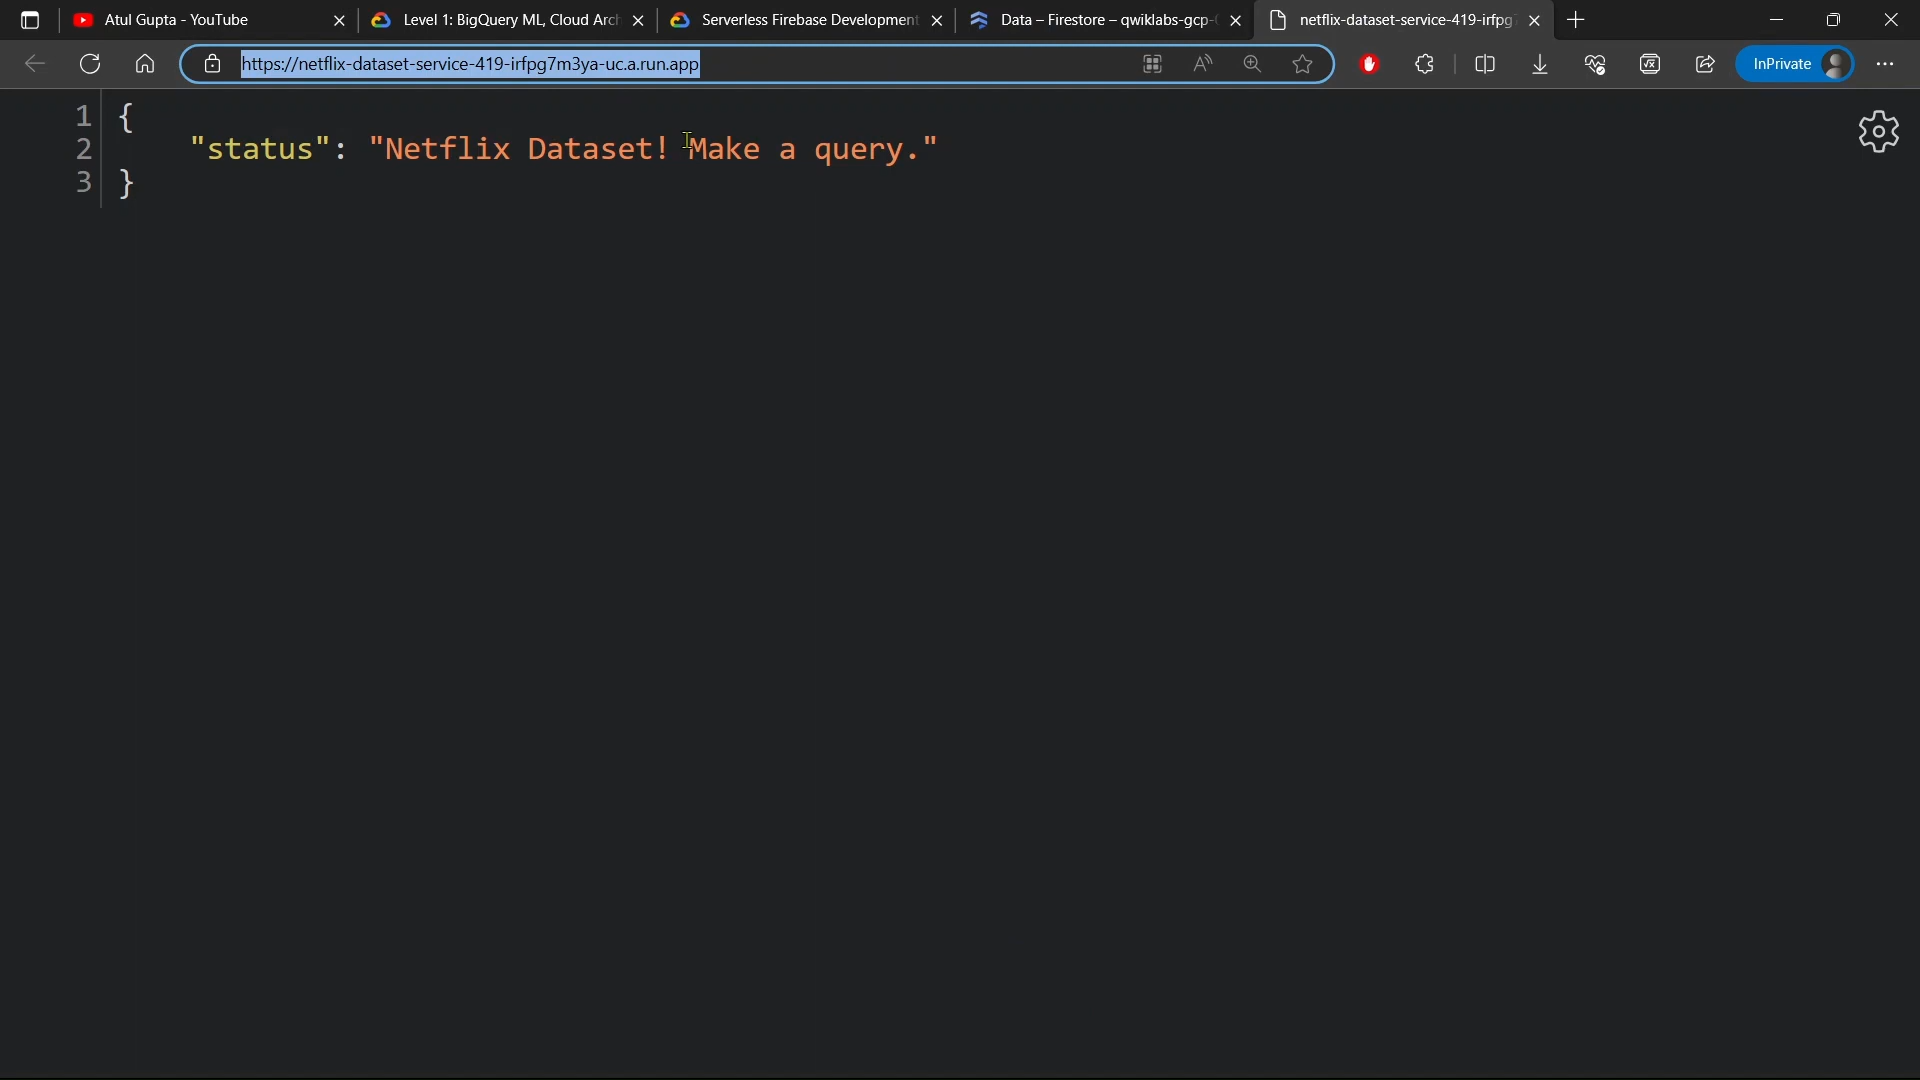 Atul Gupta - YouTube
Level 1: BigQuery ML, Cloud Arc
Serverless Firebase Development
Data – Firestore – qwiklabs-gcp-
netflix-dataset-service-419-irfpg
https://netflix-dataset-service-419-irfpg7m3ya-uc.a.run.app
InPrivate
1 {
2 "status": "Netflix Dataset! Make a query."
3 }